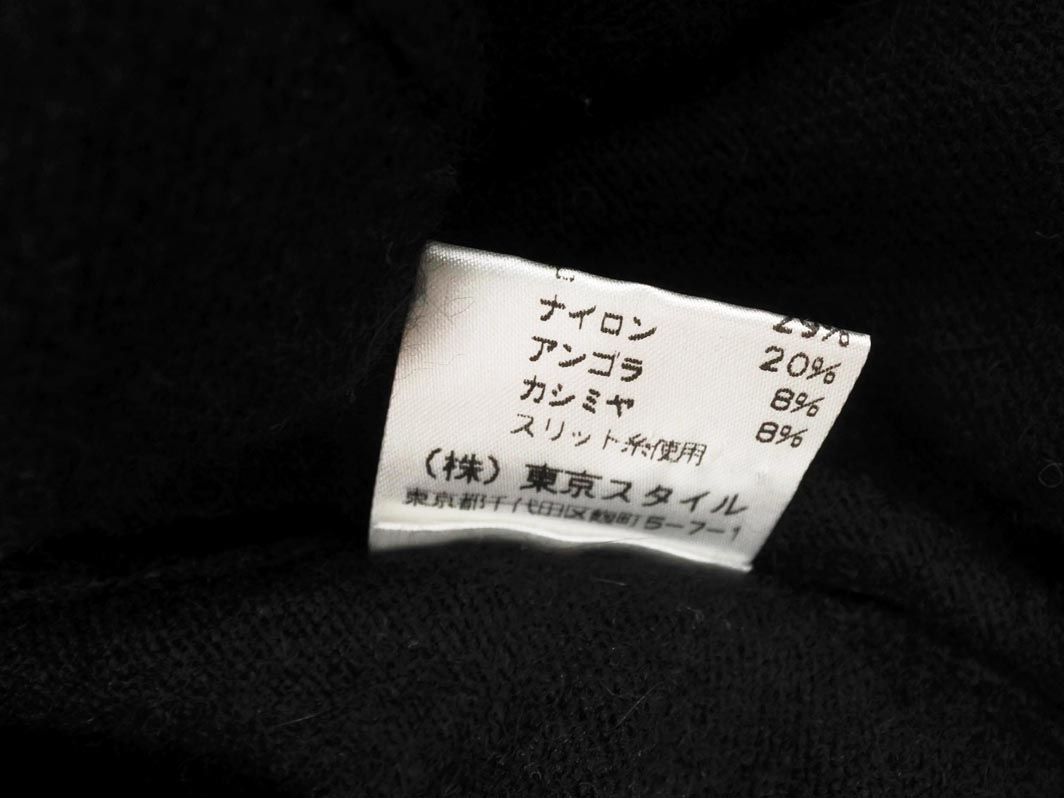 ナイロン 20%
アンゴラ 8%
カシミヤ 8%
スリット糸使用
(株)東京スタイル
東京都千代田区麹町5-7-1